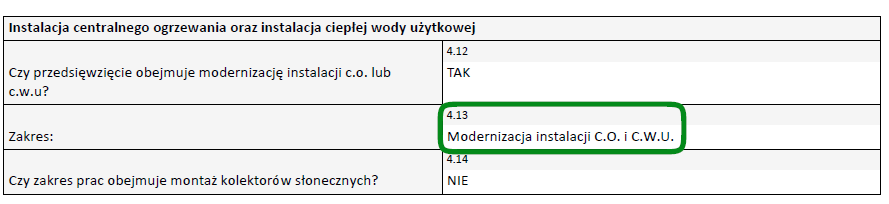 Instalacja centralnego ogrzewania oraz instalacja ciepłej wody użytkowej
4.12
Czy przedsięwzięcie obejmuje modernizację instalacji c.o. lub
c.w.u?
TAK
4.13
Zakres:
Modernizacja instalacji C.O. i C.W.U.
4.14
Czy zakres prac obejmuje montaż kolektorów słonecznych?
NIE